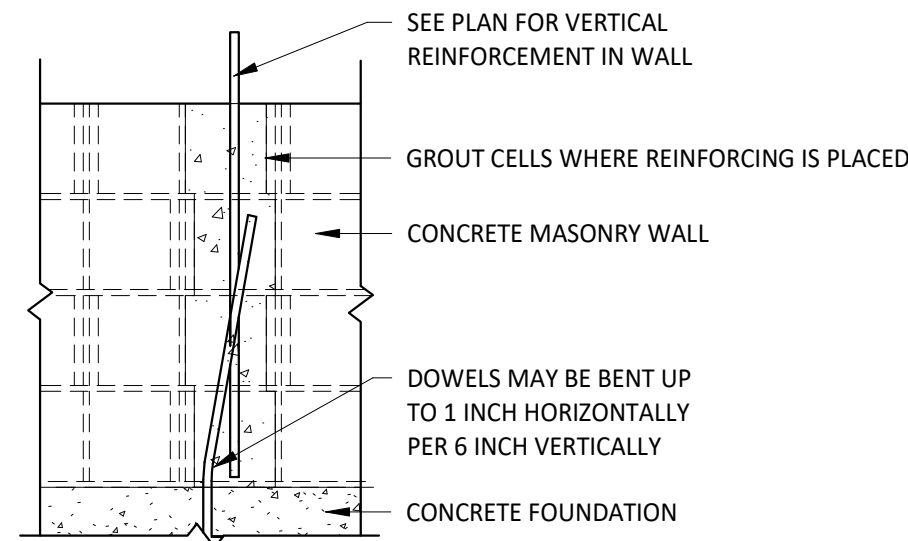 SEE PLAN FOR VERTICAL
REINFORCEMENT IN WALL
GROUT CELLS WHERE REINFORCING IS PLACED
CONCRETE MASONRY WALL
DOWELS MAY BE BENT UP
TO 1 INCH HORIZONTALLY
PER 6 INCH VERTICALLY
CONCRETE FOUNDATION